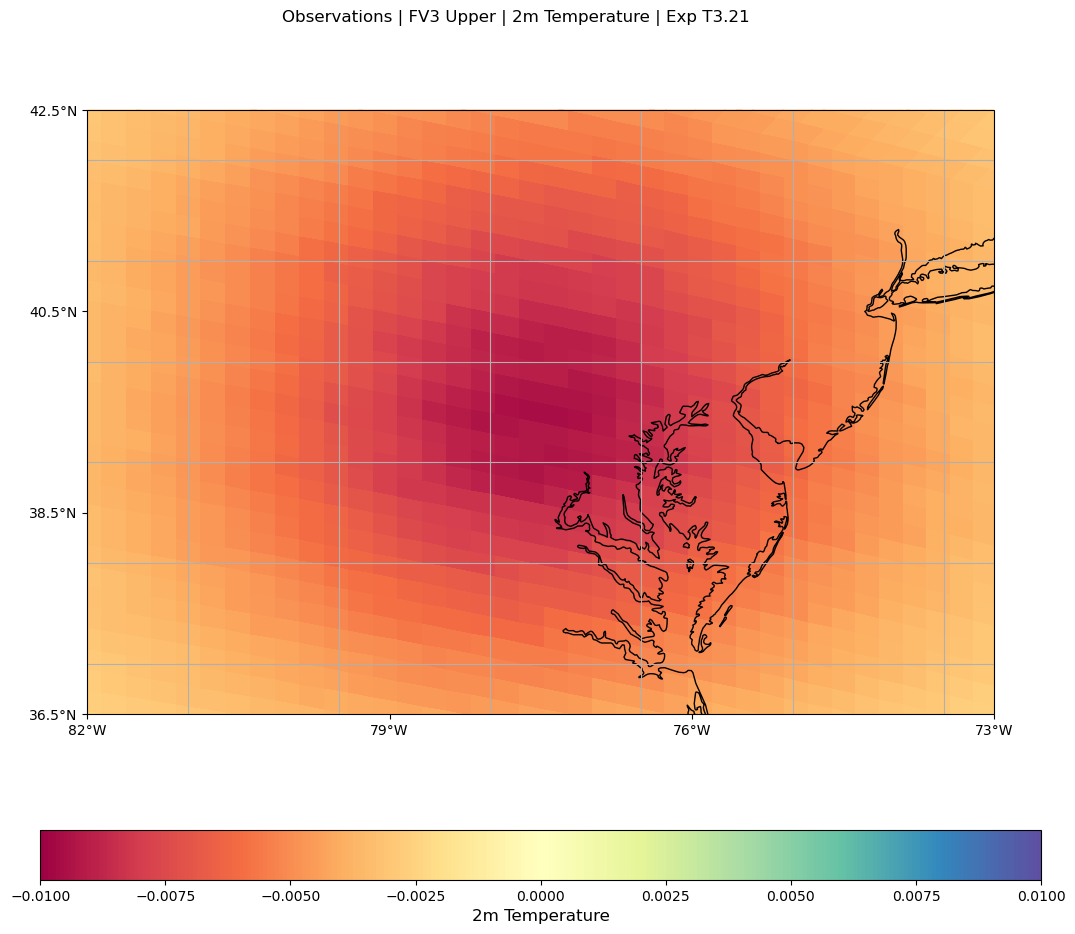 Observations | FV3 Upper | 2m Temperature | Exp T3.21
42.5°N
40.5°N
38.5°N
36.5°N
82°W 79°W 76°W 73°W
−0.0100 −0.0075 −0.0050 −0.0025 0.0000 0.0025 0.0050 0.0075 0.0100
2m Temperature